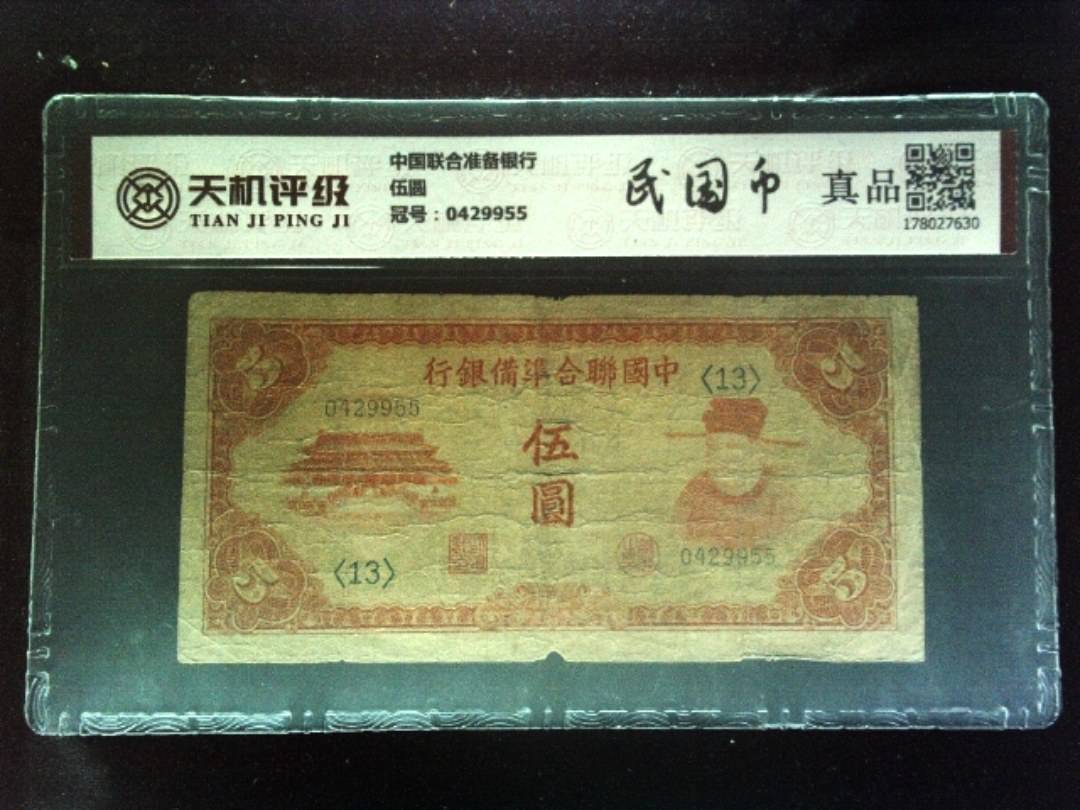 天机评级
TIAN JI PING JI
中国联合准备银行
伍圆
冠号：0429955
民国币
真品
178027630
行銀備準合聯國中
〈13〉
0429955
伍
圓
0429955
〈13〉